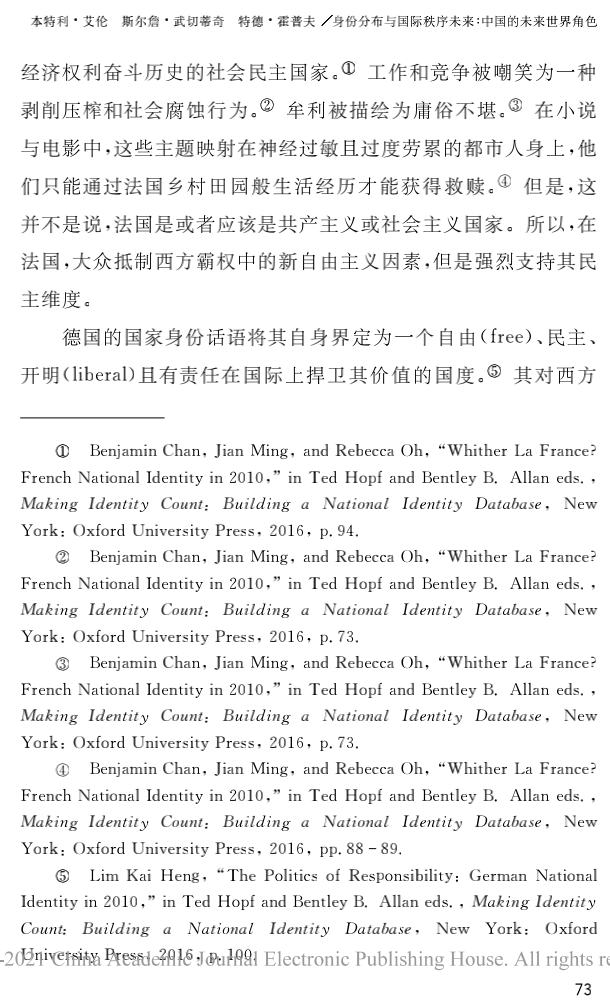 本特利·艾伦 斯尔詹·武切蒂奇 特德·霍普夫／身份分布与国际秩序未来:中国的未来世界角色
经济权利奋斗历史的社会民主国家。① 工作和竞争被嘲笑为一种
剥削压榨和社会腐蚀行为。② 牟利被描绘为庸俗不堪。③ 在小说
与电影中,这些主题映射在神经过敏且过度劳累的都市人身上,他
们只能通过法国乡村田园般生活经历才能获得救赎。④ 但是,这
并不是说,法国是或者应该是共产主义或社会主义国家。所以,在
法国,大众抵制西方霸权中的新自由主义因素,但是强烈支持其民
主维度。
德国的国家身份话语将其自身界定为一个自由(free)、民主、
开明(liberal)且有责任在国际上捍卫其价值的国度。⑤ 其对西方
① Benjamin Chan, Jian Ming, and Rebecca Oh, “Whither La France?
French National Identity in 2010,” in Ted Hopf and Bentley B. Allan eds.,
Making Identity Count: Building a National Identity Database, New
York: Oxford University Press, 2016, p.94.
② Benjamin Chan, Jian Ming, and Rebecca Oh, “Whither La France?
French National Identity in 2010,” in Ted Hopf and Bentley B. Allan eds.,
Making Identity Count: Building a National Identity Database, New
York: Oxford University Press, 2016, p.73.
③ Benjamin Chan, Jian Ming, and Rebecca Oh, “Whither La France?
French National Identity in 2010,” in Ted Hopf and Bentley B. Allan eds.,
Making Identity Count: Building a National Identity Database, New
York: Oxford University Press, 2016, p.73.
④ Benjamin Chan, Jian Ming, and Rebecca Oh, “Whither La France?
French National Identity in 2010,” in Ted Hopf and Bentley B. Allan eds.,
Making Identity Count: Building a National Identity Database, New
York: Oxford University Press, 2016, pp.88-89.
⑤ Lim Kai Heng, “The Politics of Responsibility: German National
Identity in 2010,” in Ted Hopf and Bentley B. Allan eds., Making Identity
Count: Building a National Identity Database, New York: Oxford
University Press, 2016, p.100.
-2021 China Academic Journal Electronic Publishing House. All rights re
73